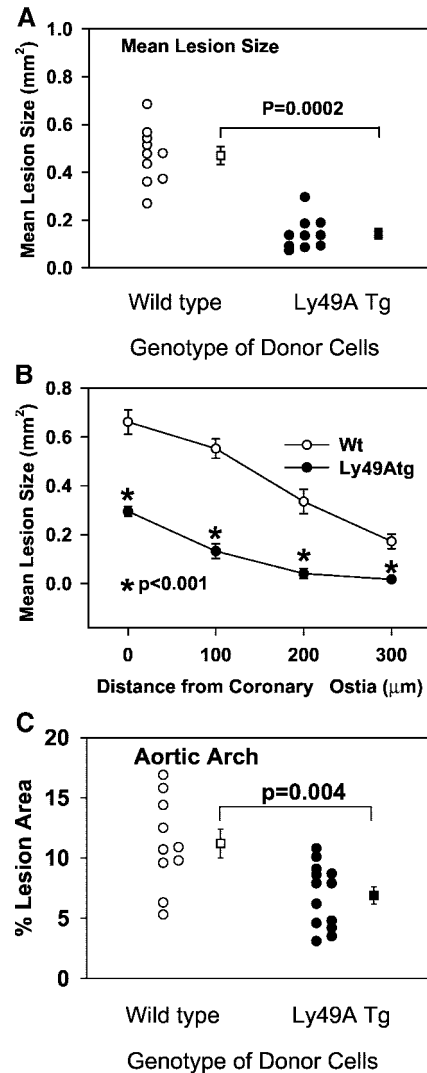 A
Mean Lesion Size
Mean Lesion Size (mm²)
1.0
0.8
0.6
0.4
0.2
0.0
P=0.0002
Wild type
Ly49A Tg
Genotype of Donor Cells
B
Mean Lesion Size (mm²)
0.8
0.6
0.4
0.2
0.0
Wt
Ly49Atg
*
*
*
*
* p<0.001
0
100
200
300
Distance from Coronary Ostia (μm)
C
Aortic Arch
% Lesion Area
20
15
10
5
0
p=0.004
Wild type
Ly49A Tg
Genotype of Donor Cells